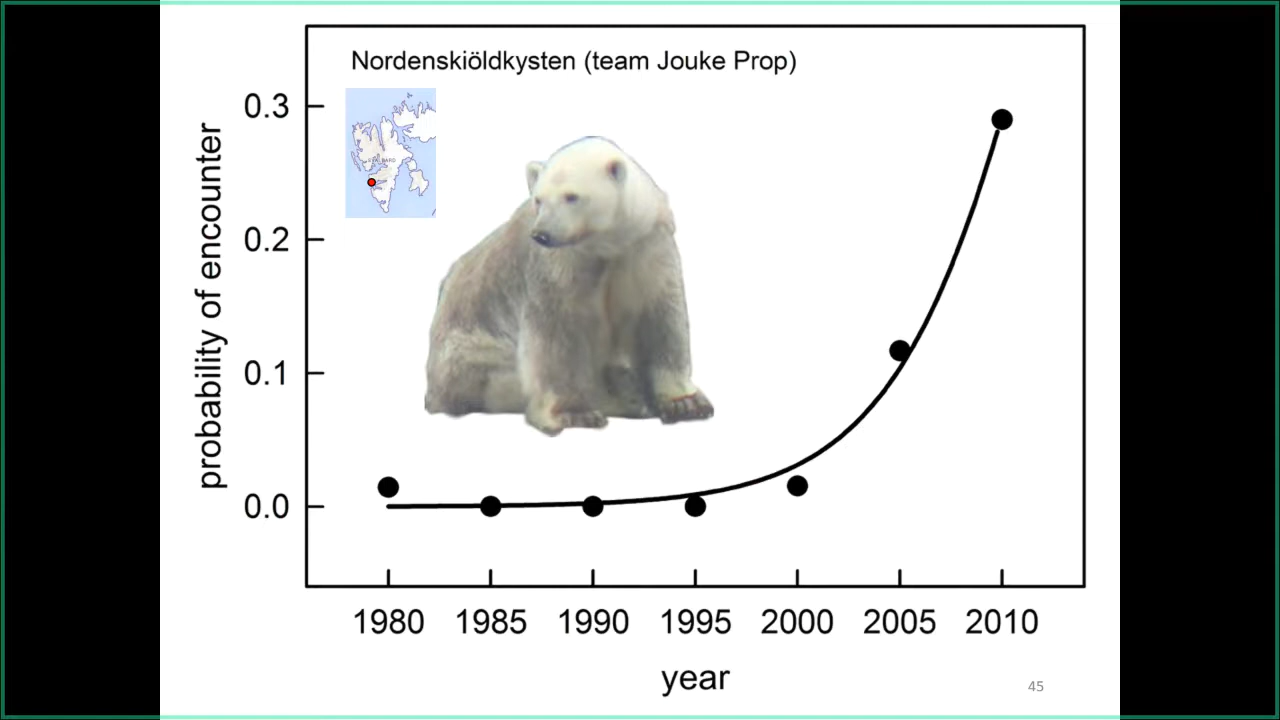 Nordenskiöldkysten (team Jouke Prop)
SVALBARD
0.3
0.2
0.1
0.0
probability of encounter
1980 1985 1990 1995 2000 2005 2010
year
45